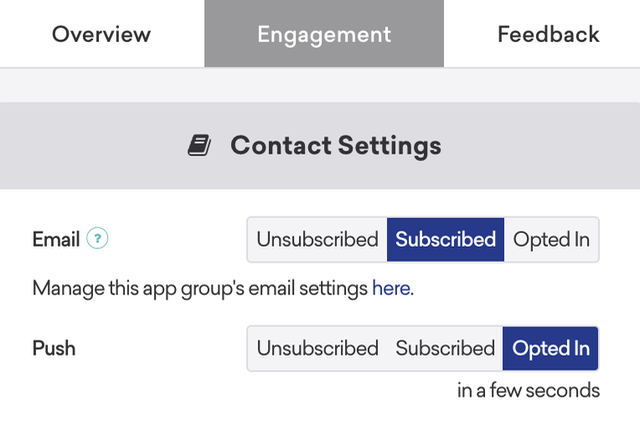 Overview Engagement Feedback
Contact Settings
Email ? Unsubscribed Subscribed Opted In
Manage this app group's email settings here.
Push Unsubscribed Subscribed Opted In
in a few seconds